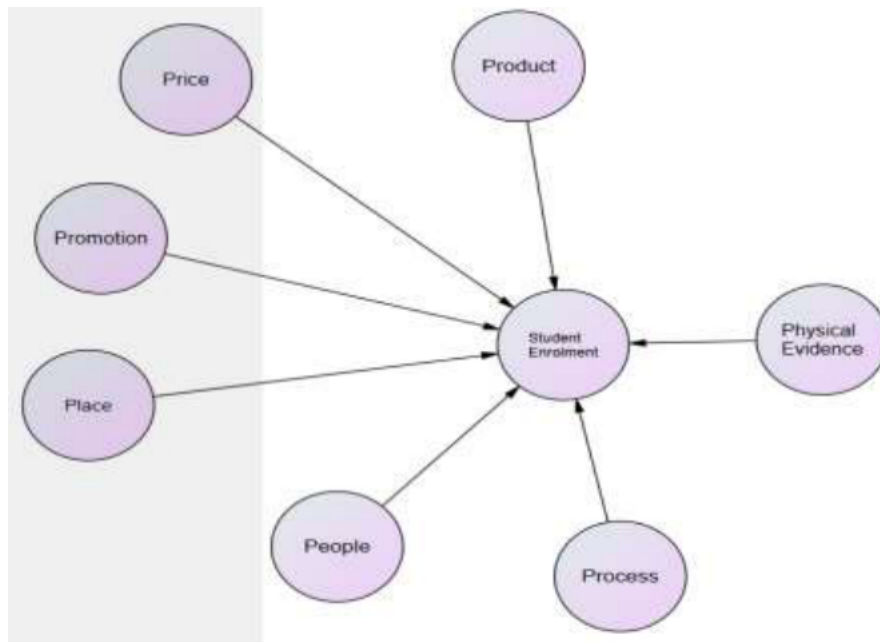 Price
Product
Promotion
Student
Enrolment
Physical
Evidence
Place
People
Process